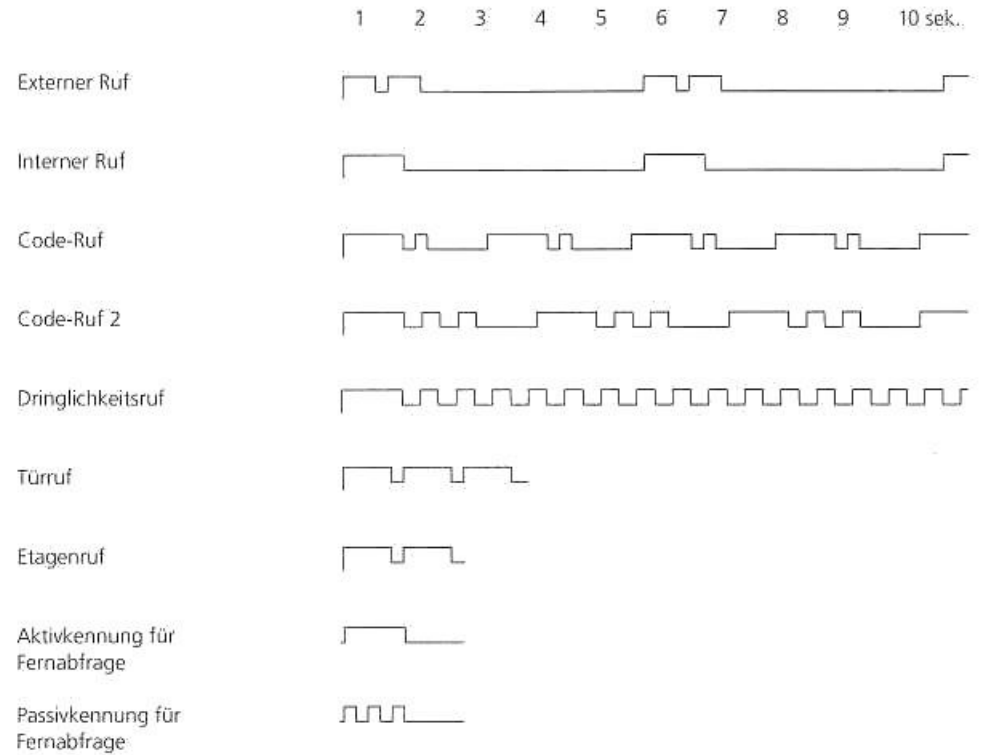 1 2 3 4 5 6 7 8 9 10 sek.
Externer Ruf
Interner Ruf
Code-Ruf
Code-Ruf 2
Dringlichkeitsruf
Türruf
Etagenruf
Aktivkennung für
Fernabfrage
Passivkennung für
Fernabfrage